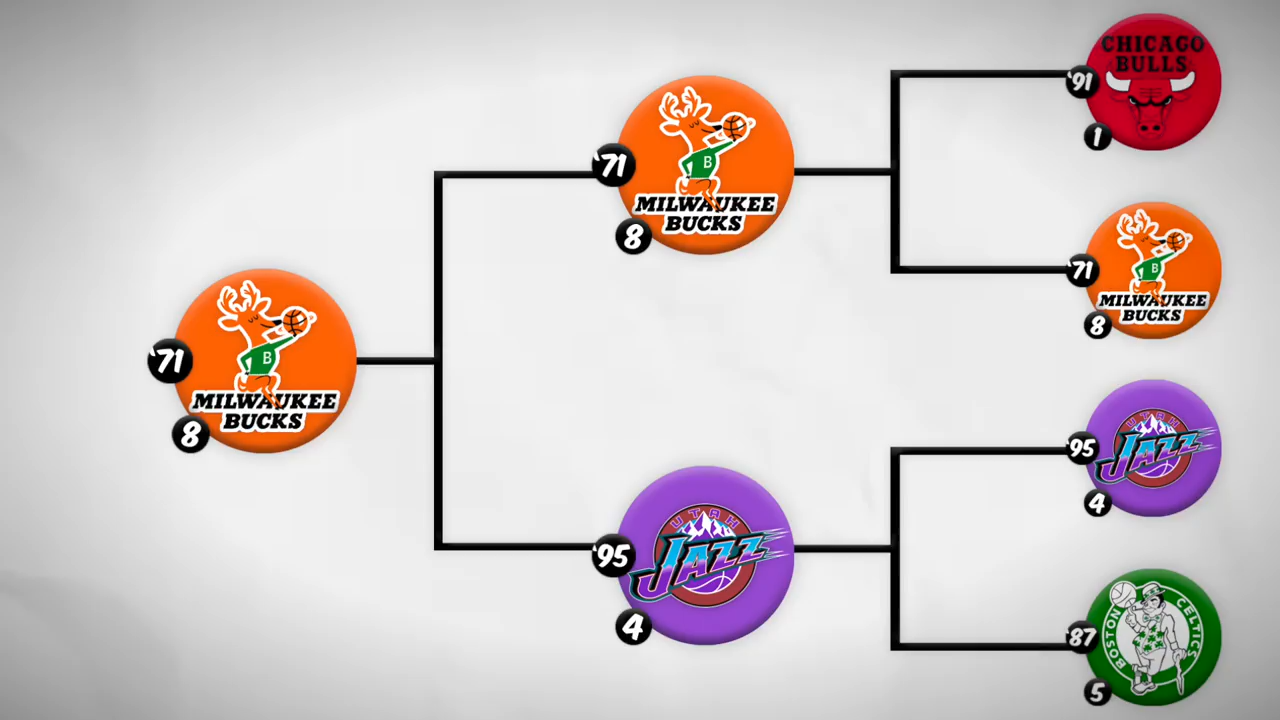 CHICAGO
BULLS
'91
1
'71
B
MILWAUKEE
BUCKS
8
'71
B
MILWAUKEE
BUCKS
8
'71
B
MILWAUKEE
BUCKS
8
'95
UTAH
JAZZ
4
'95
UTAH
JAZZ
4
'87
BOSTON
CELTICS
5